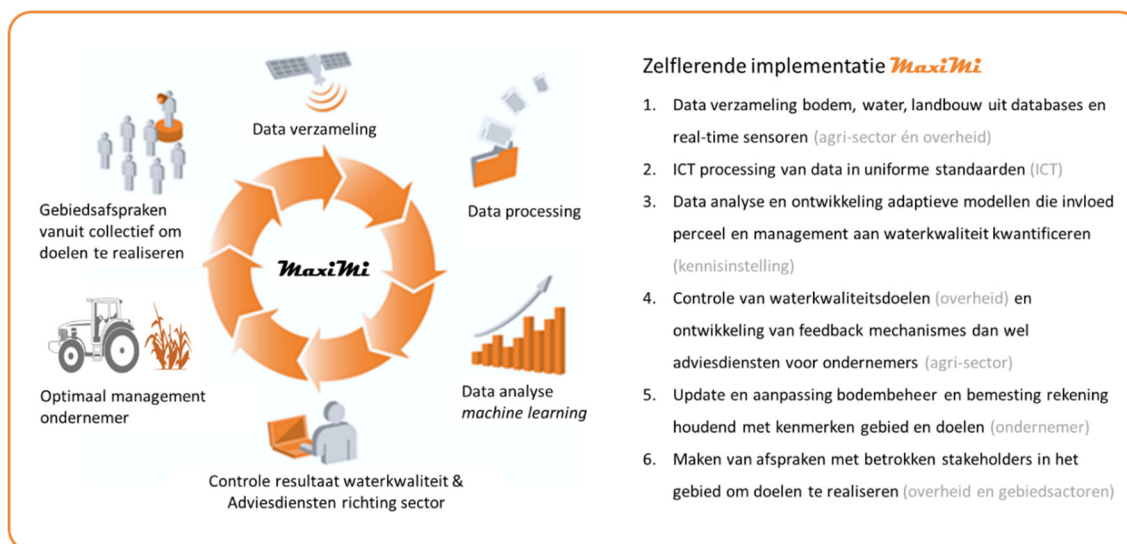 Data verzameling
Data processing
Data analyse
machine learning
Controle resultaat waterkwaliteit &
Adviesdiensten richting sector
Optimaal management
ondernemer
Gebiedsafspraken
vanuit collectief om
doelen te realiseren
MaxiMi
Zelflerende implementatie MaxiMi
1. Data verzameling bodem, water, landbouw uit databases en
real-time sensoren (agri-sector én overheid)
2. ICT processing van data in uniforme standaarden (ICT)
3. Data analyse en ontwikkeling adaptieve modellen die invloed
perceel en management aan waterkwaliteit kwantificeren
(kennisinstelling)
4. Controle van waterkwaliteitsdoelen (overheid) en
ontwikkeling van feedback mechanismes dan wel
adviesdiensten voor ondernemers (agri-sector)
5. Update en aanpassing bodembeheer en bemesting rekening
houdend met kenmerken gebied en doelen (ondernemer)
6. Maken van afspraken met betrokken stakeholders in het
gebied om doelen te realiseren (overheid en gebiedsactoren)